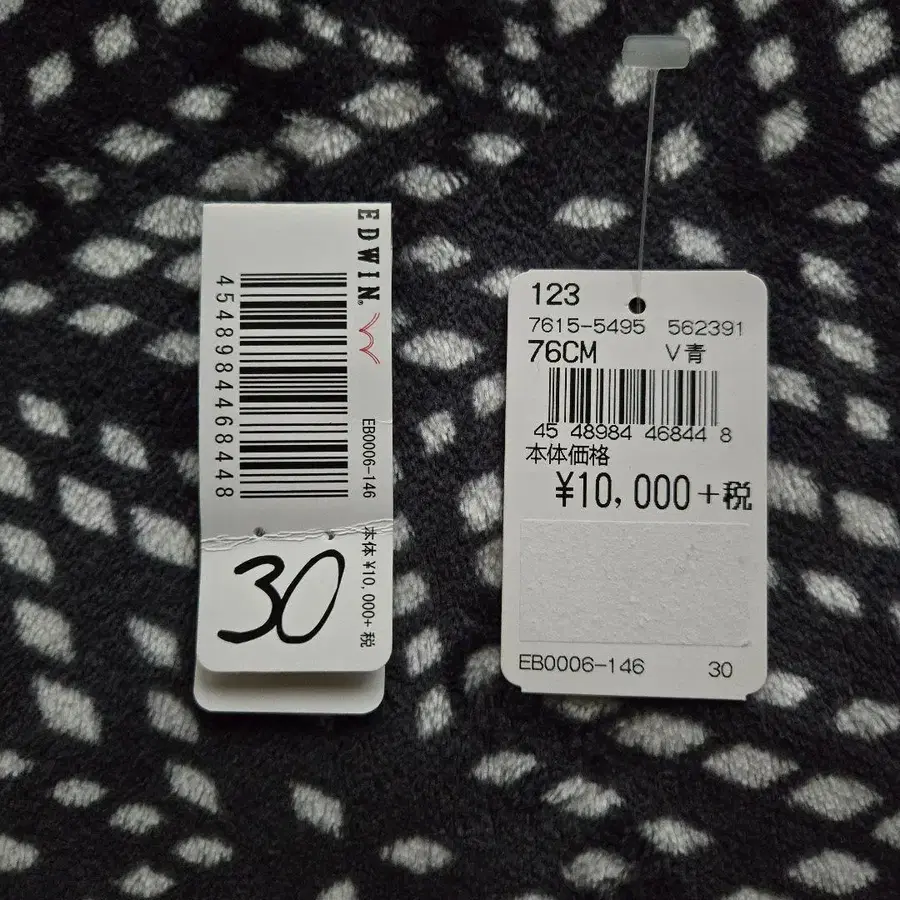 EDWIN®
4548984468448
EB0006-146
本体 ¥10,000+ 税
30
123
7615-5495 562391
76CM V青
45 48984 46844 8
本体価格
¥10,000+税
EB0006-146 30